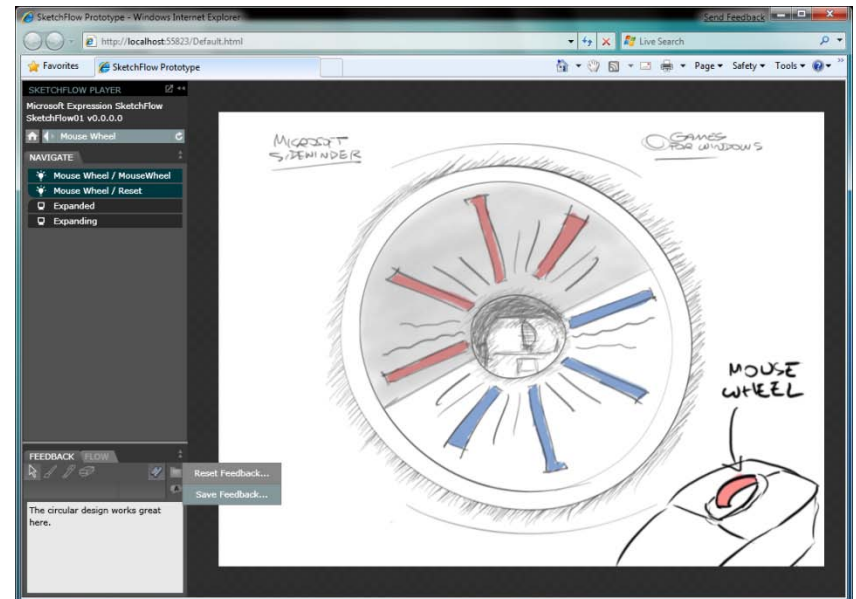 SketchFlow Prototype - Windows Internet Explorer
Send Feedback
http://localhost:55823/Default.html
Live Search
Favorites
SketchFlow Prototype
Page
Safety
Tools
SKETCHFLOW PLAYER
Microsoft Expression SketchFlow
SketchFlow01 v0.0.0.0
Mouse Wheel
NAVIGATE
Mouse Wheel / MouseWheel
Mouse Wheel / Reset
Expanded
Expanding
MICROSOFT
SIDEWINDER
GAMES
FOR WINDOWS
MOUSE
WHEEL
FEEDBACK
FLOW
Reset Feedback...
Save Feedback...
The circular design works great
here.